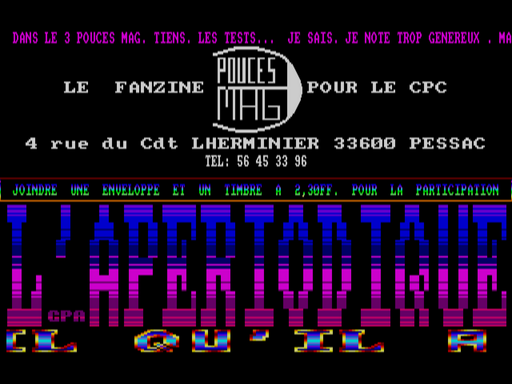 DANS LE 3 POUCES MAG. TIENS. LES TESTS... JE SAIS. JE NOTE TROP GENEREUX . MA
LE FANZINE POUCES MAG POUR LE CPC
4 rue du Cdt LHERMINIER 33600 PESSAC
TEL: 56 45 33 96
JOINDRE UNE ENVELOPPE ET UN TIMBRE A 2,30FF. POUR LA PARTICIPATION
L'APERIODIQUE
GPA
IL QU'IL A